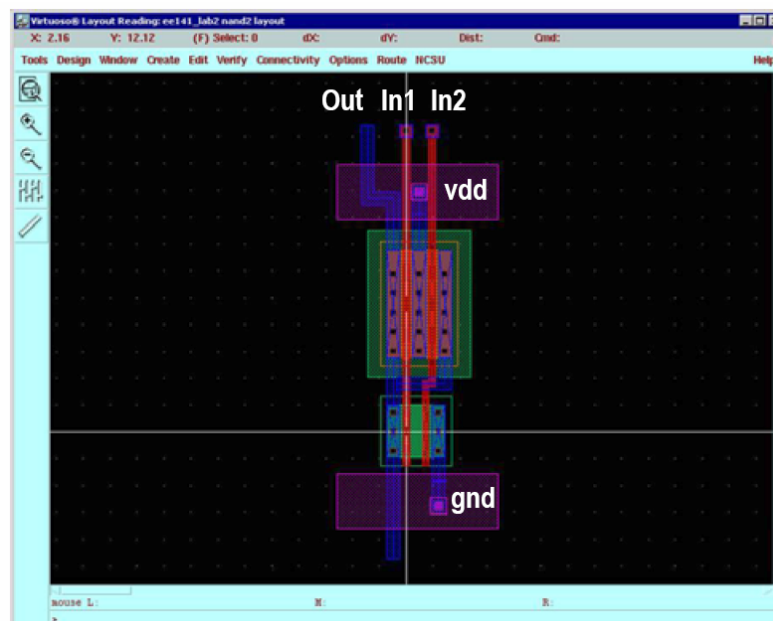 Virtuoso® Layout Reading: ee141_lab2 nand2 layout
X: 2.16 Y: 12.12 (F) Select: 0 dX: dY: Dist: Cmd:
Tools Design Window Create Edit Verify Connectivity Options Route NCSU Help
Out In1 In2
vdd
gnd
mouse L: M: R:
>